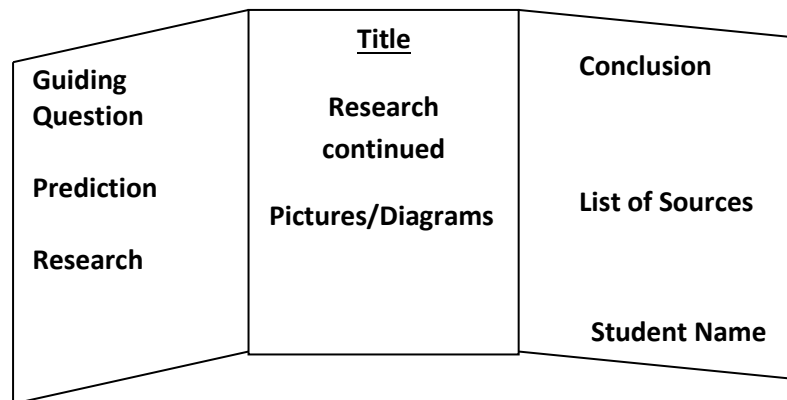 Guiding
Question
Prediction
Research
Title
Research
continued
Pictures/Diagrams
Conclusion
List of Sources
Student Name